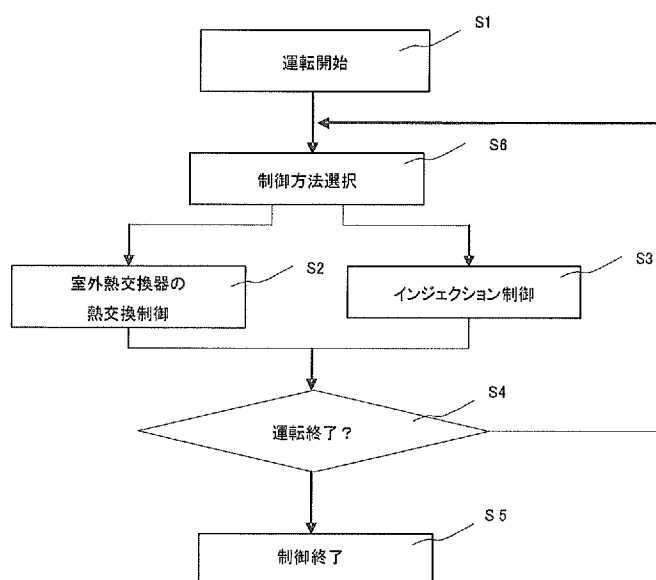 S1
運転開始
S6
制御方法選択
S2
室外熱交換器の
熱交換制御
S3
インジェクション制御
S4
運転終了？
S5
制御終了